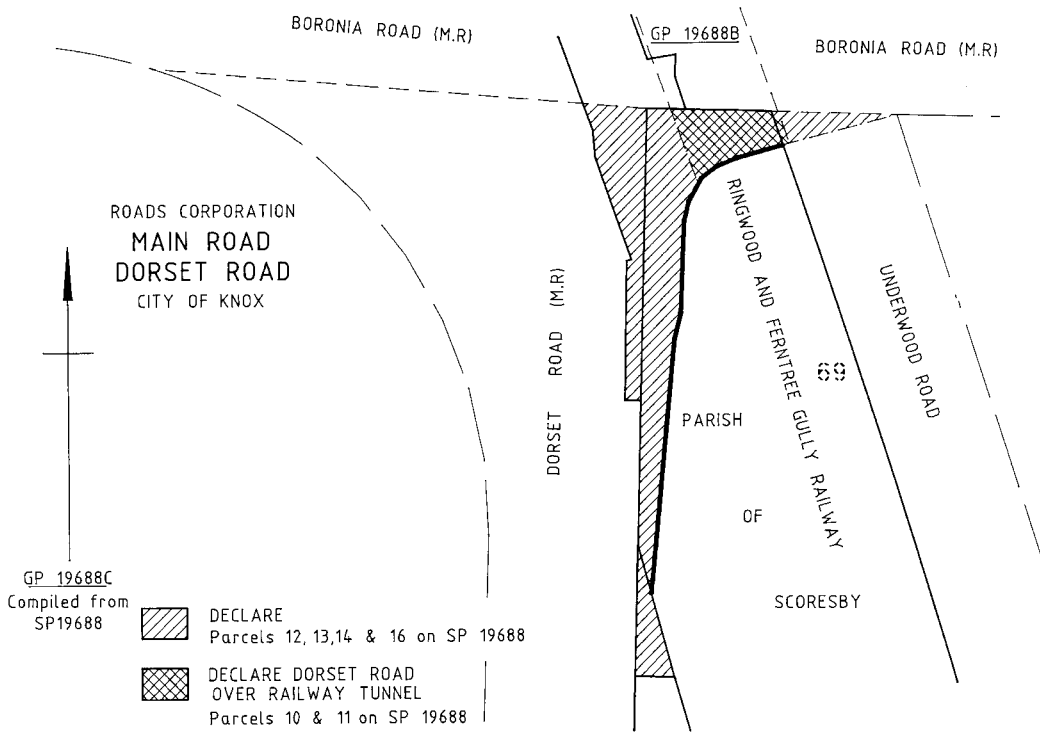 BORONIA ROAD (M.R)
GP 19688B
BORONIA ROAD (M.R)
ROADS CORPORATION
MAIN ROAD
DORSET ROAD
CITY OF KNOX
DORSET ROAD (M.R)
RINGWOOD AND FERNTREE GULLY RAILWAY
UNDERWOOD ROAD
69
PARISH
OF
SCORESBY
GP 19688C
Compiled from
SP19688
DECLARE
Parcels 12, 13, 14 & 16 on SP 19688
DECLARE DORSET ROAD
OVER RAILWAY TUNNEL
Parcels 10 & 11 on SP 19688